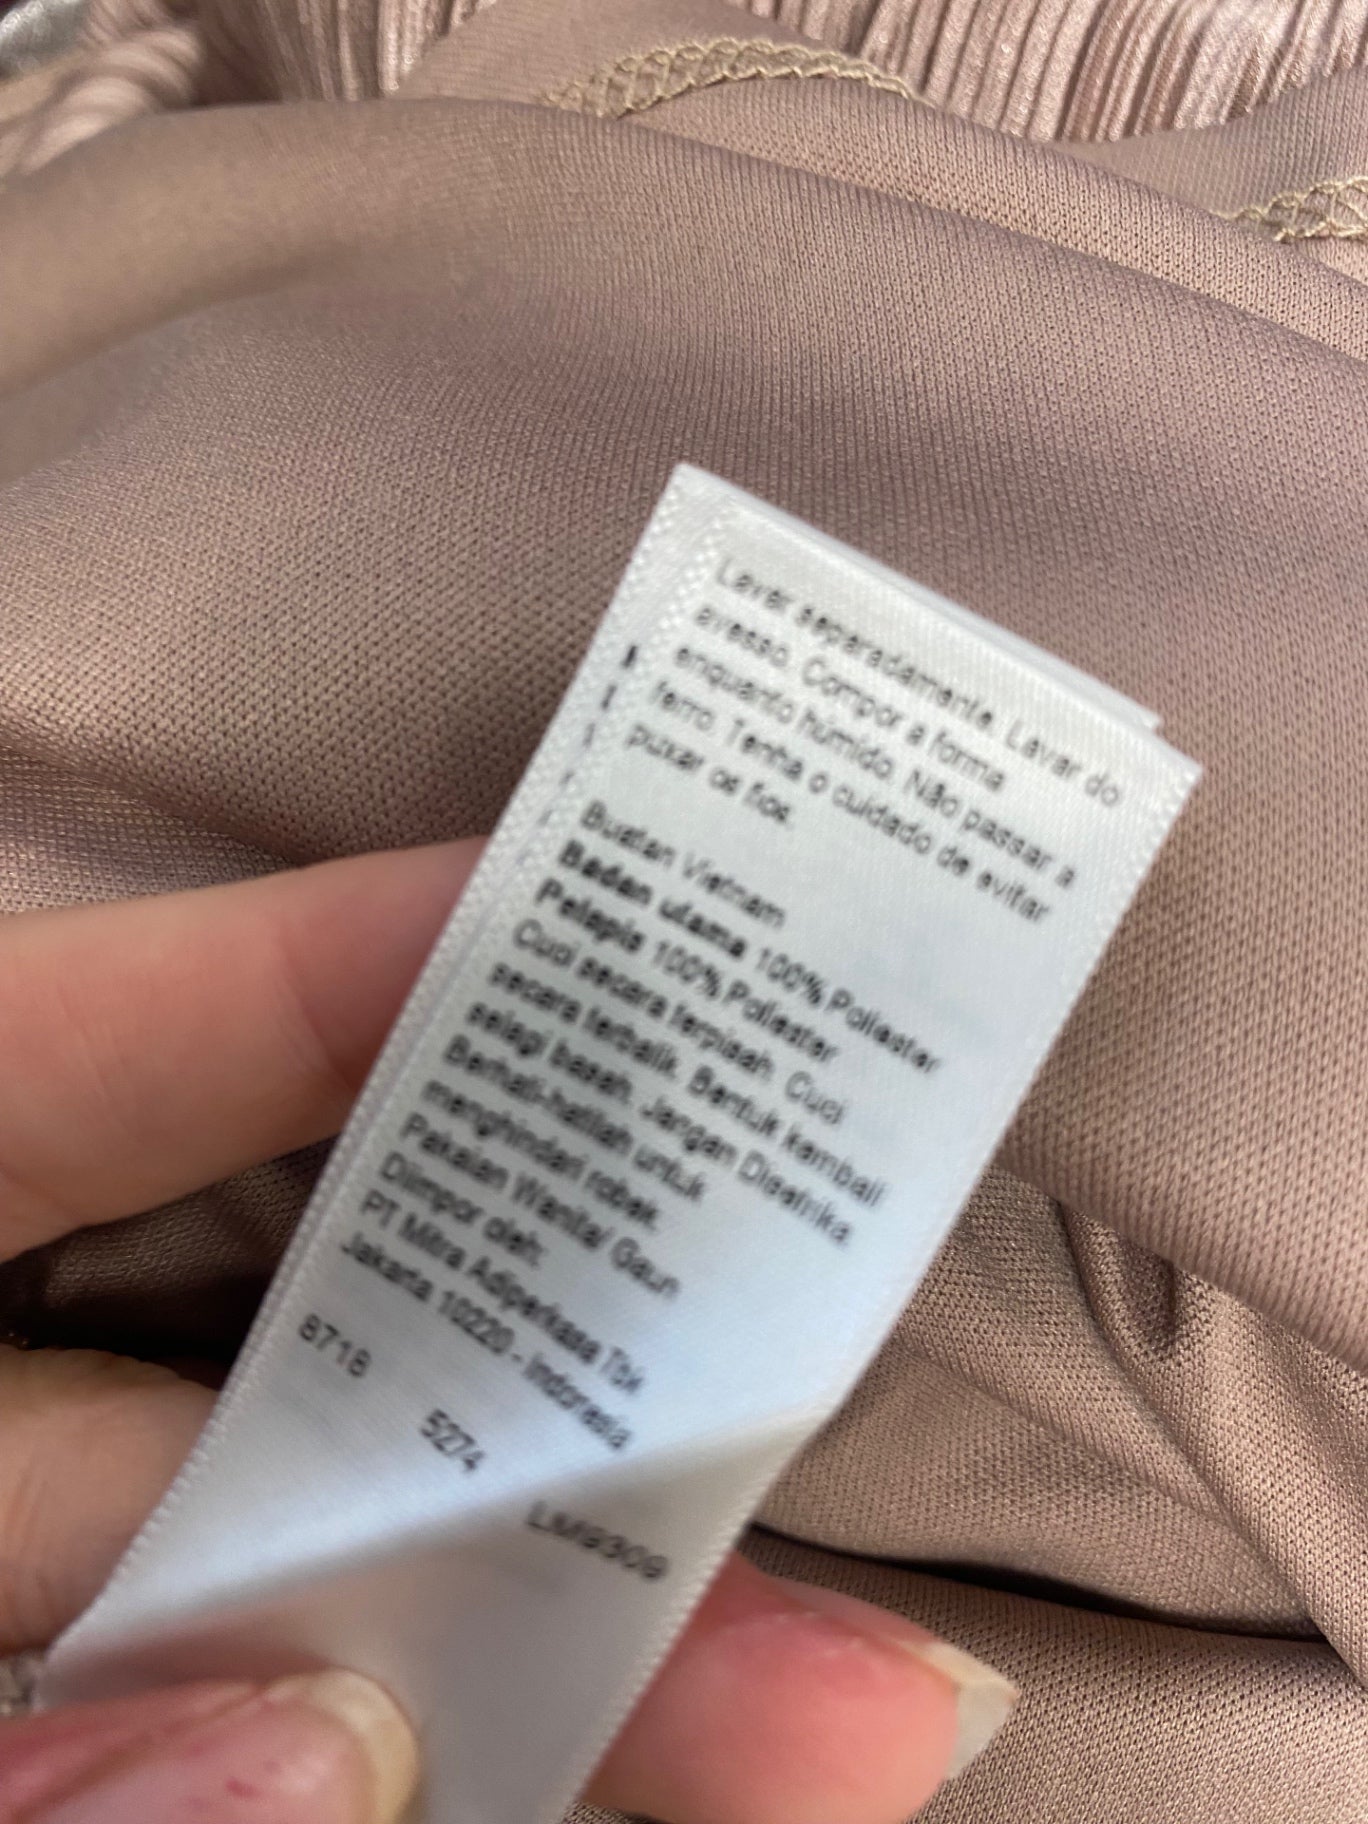 Lavar separadamente. Lavar do
avesso. Compor a forma
enquanto húmido. Não passar a
ferro. Tenha o cuidado de evitar
puxar os fios.
Buatan Vietnam
Badan utama 100% Poliester
Pelapis 100% Poliester
Cuci secara terpisah. Cuci
secara terbalik. Bentuk kembali
selagi basah. Jangan Disetrika.
Berhati-hatilah untuk
menghindari robek.
Pakaian Wanita/ Gaun
Diimpor oleh:
PT Mitra Adiperkasa Tbk
Jakarta 10220 - Indonesia
8718 5274 LM9309